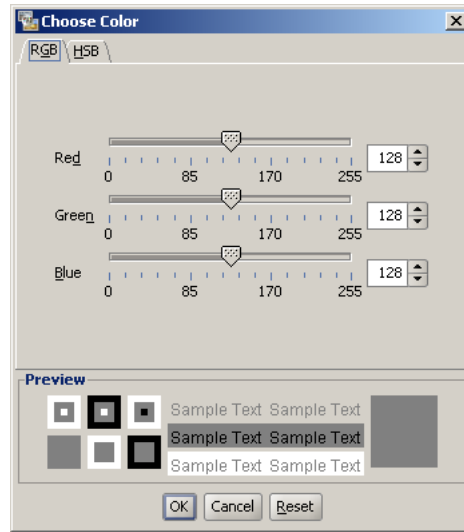 Choose Color
RGB HSB
Red 128
0 85 170 255
Green 128
0 85 170 255
Blue 128
0 85 170 255
Preview
Sample Text Sample Text
Sample Text Sample Text
Sample Text Sample Text
OK Cancel Reset